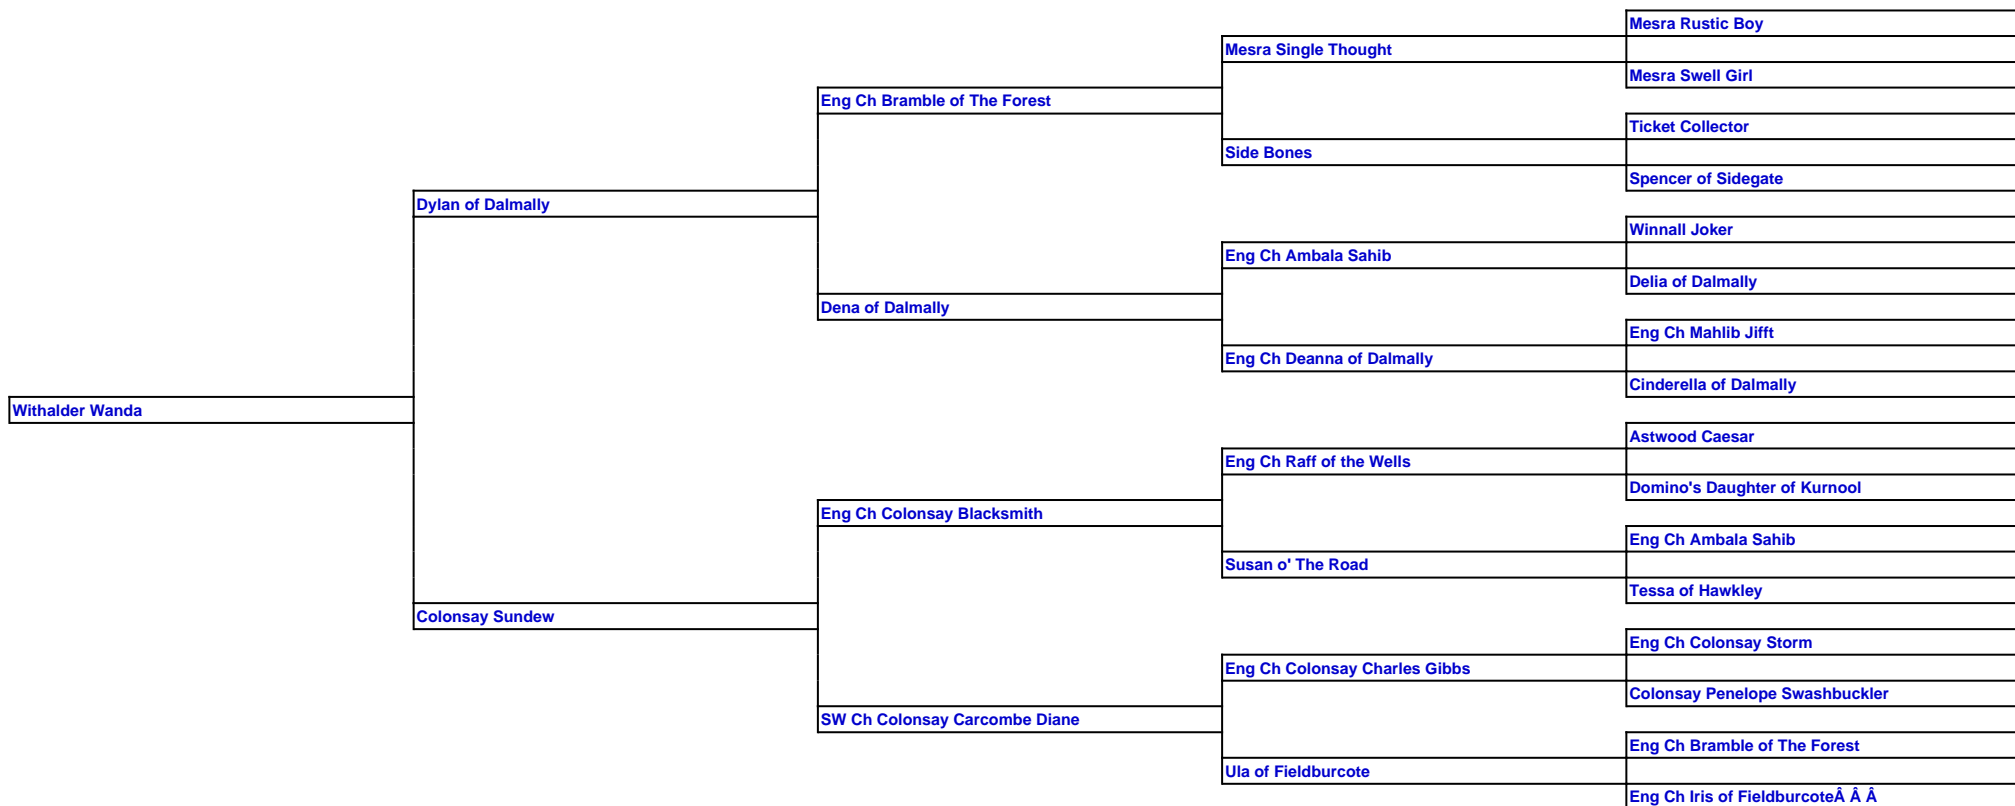 Mesra Rustic Boy
Mesra Single Thought
Mesra Swell Girl
Eng Ch Bramble of The Forest
Ticket Collector
Side Bones
Spencer of Sidegate
Dylan of Dalmally
Winnall Joker
Eng Ch Ambala Sahib
Delia of Dalmally
Dena of Dalmally
Eng Ch Mahlib Jifft
Eng Ch Deanna of Dalmally
Cinderella of Dalmally
Withalder Wanda
Astwood Caesar
Eng Ch Raff of the Wells
Domino's Daughter of Kurnool
Eng Ch Colonsay Blacksmith
Eng Ch Ambala Sahib
Susan o' The Road
Tessa of Hawkley
Colonsay Sundew
Eng Ch Colonsay Storm
Eng Ch Colonsay Charles Gibbs
Colonsay Penelope Swashbuckler
SW Ch Colonsay Carcombe Diane
Eng Ch Bramble of The Forest
Ula of Fieldburcote
Eng Ch Iris of FieldburcoteÂ Â Â